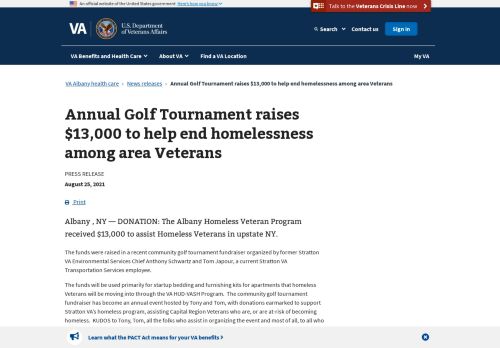 An official website of the United States government Here's how you know
Talk to the Veterans Crisis Line now
VA
U.S. Department
of Veterans Affairs
Search
Contact us
Sign in
VA Benefits and Health Care
About VA
Find a VA Location
My VA
VA Albany health care › News releases › Annual Golf Tournament raises $13,000 to help end homelessness among area Veterans
Annual Golf Tournament raises
$13,000 to help end homelessness
among area Veterans
PRESS RELEASE
August 25, 2021
Print
Albany , NY — DONATION: The Albany Homeless Veteran Program
received $13,000 to assist Homeless Veterans in upstate NY.
The funds were raised in a recent community golf tournament fundraiser organized by former Stratton
VA Environmental Services Chief Anthony Schwartz and Tom Japour, a current Stratton VA
Transportation Services employee.
The funds will be used primarily for startup bedding and furnishing kits for apartments that homeless
Veterans will be moving into through the VA HUD-VASH Program. The community golf tournament
fundraiser has become an annual event hosted by Tony and Tom, with donations earmarked to support
Stratton VA's homeless program, assisting Capital Region Veterans who are, or are at risk of becoming
homeless. KUDOS to Tony, Tom, all the folks who assist in organizing the event and most of all, to all who
Learn what the PACT Act means for your VA benefits >